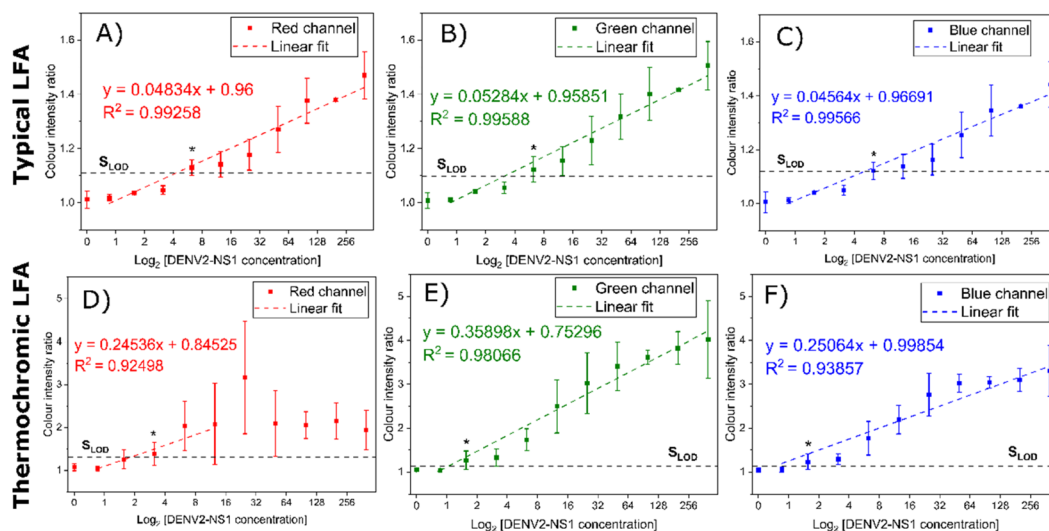 Typical LFA
A)
Red channel
Linear fit
y = 0.04834x + 0.96
R2 = 0.99258
SLOD
*
Colour intensity ratio
1.6
1.4
1.2
1.0
0 1 2 4 8 16 32 64 128 256
Log2 [DENV2-NS1 concentration]
B)
Green channel
Linear fit
y = 0.05284x + 0.95851
R2 = 0.99588
SLOD
*
Colour intensity ratio
1.6
1.4
1.2
1.0
0 1 2 4 8 16 32 64 128 256
Log2 [DENV2-NS1 concentration]
C)
Blue channel
Linear fit
y = 0.04564x + 0.96691
R2 = 0.99566
SLOD
*
Colour intensity ratio
1.6
1.4
1.2
1.0
0 1 2 4 8 16 32 64 128 256
Log2 [DENV2-NS1 concentration]
Thermochromic LFA
D)
Red channel
Linear fit
y = 0.24536x + 0.84525
R2 = 0.92498
SLOD
*
Colour intensity ratio
5
4
3
2
1
0 1 2 4 8 16 32 64 128 256
Log2 [DENV2-NS1 concentration]
E)
Green channel
Linear fit
y = 0.35898x + 0.75296
R2 = 0.98066
SLOD
*
Colour intensity ratio
5
4
3
2
1
0 1 2 4 8 16 32 64 128 256
Log2 [DENV2-NS1 concentration]
F)
Blue channel
Linear fit
y = 0.25064x + 0.99854
R2 = 0.93857
SLOD
*
Colour intensity ratio
5
4
3
2
1
0 1 2 4 8 16 32 64 128 256
Log2 [DENV2-NS1 concentration]